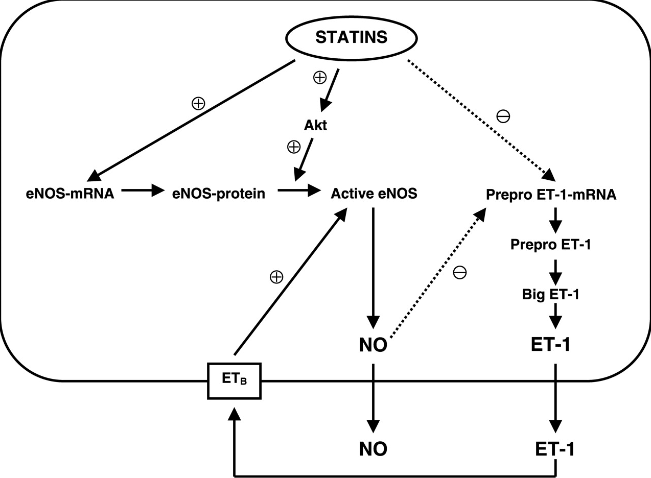 STATINS
⊕
⊕
⊖
Akt
⊕
eNOS-mRNA
eNOS-protein
Active eNOS
Prepro ET-1-mRNA
Prepro ET-1
⊕
⊖
Big ET-1
NO
ET-1
ETB
NO
ET-1